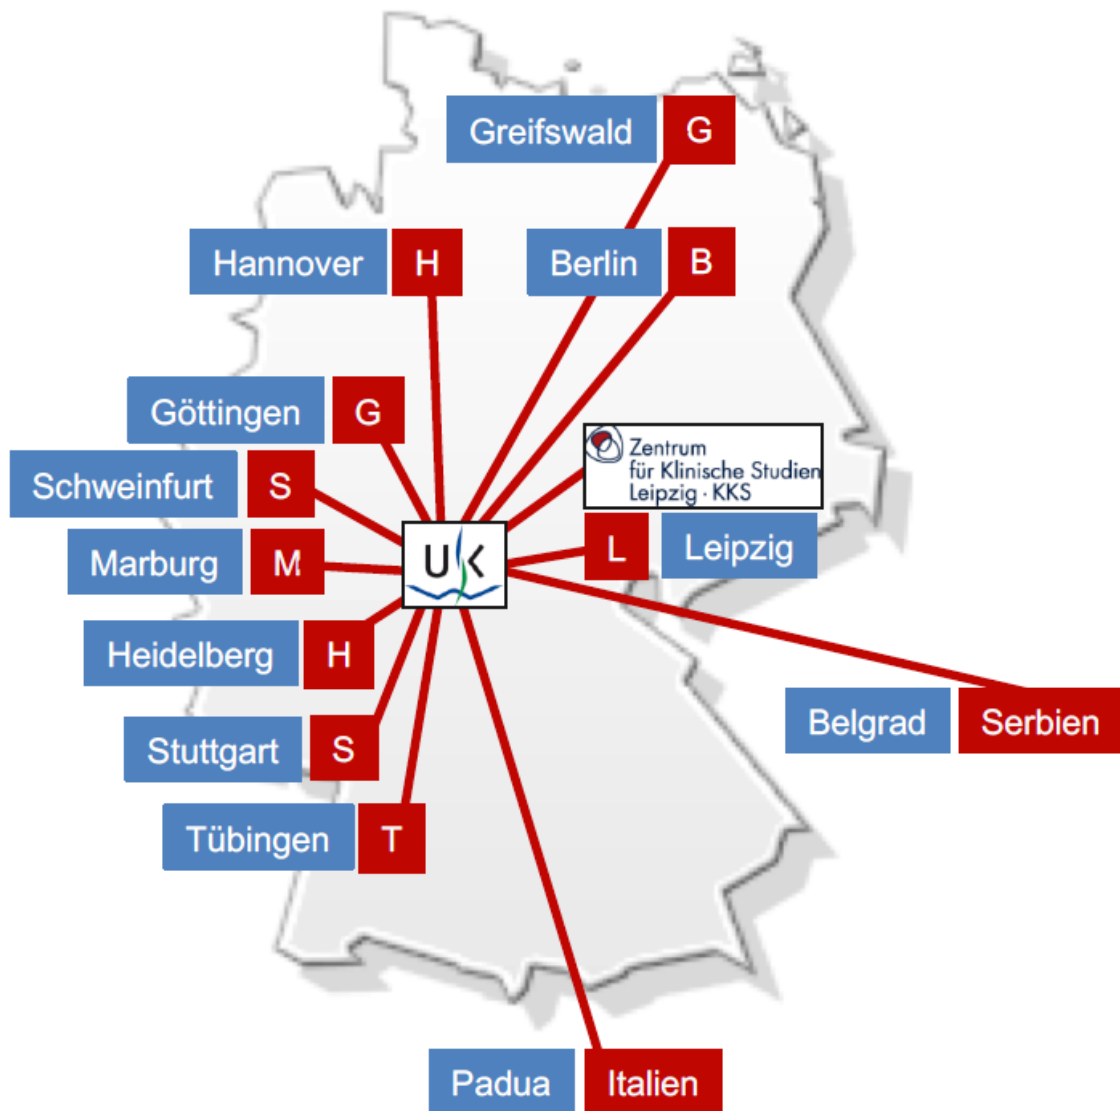 Greifswald G
Hannover H
Berlin B
Göttingen G
Zentrum
für Klinische Studien
Leipzig · KKS
Schweinfurt S
Marburg M
UK
L Leipzig
Heidelberg H
Belgrad Serbien
Stuttgart S
Tübingen T
Padua Italien